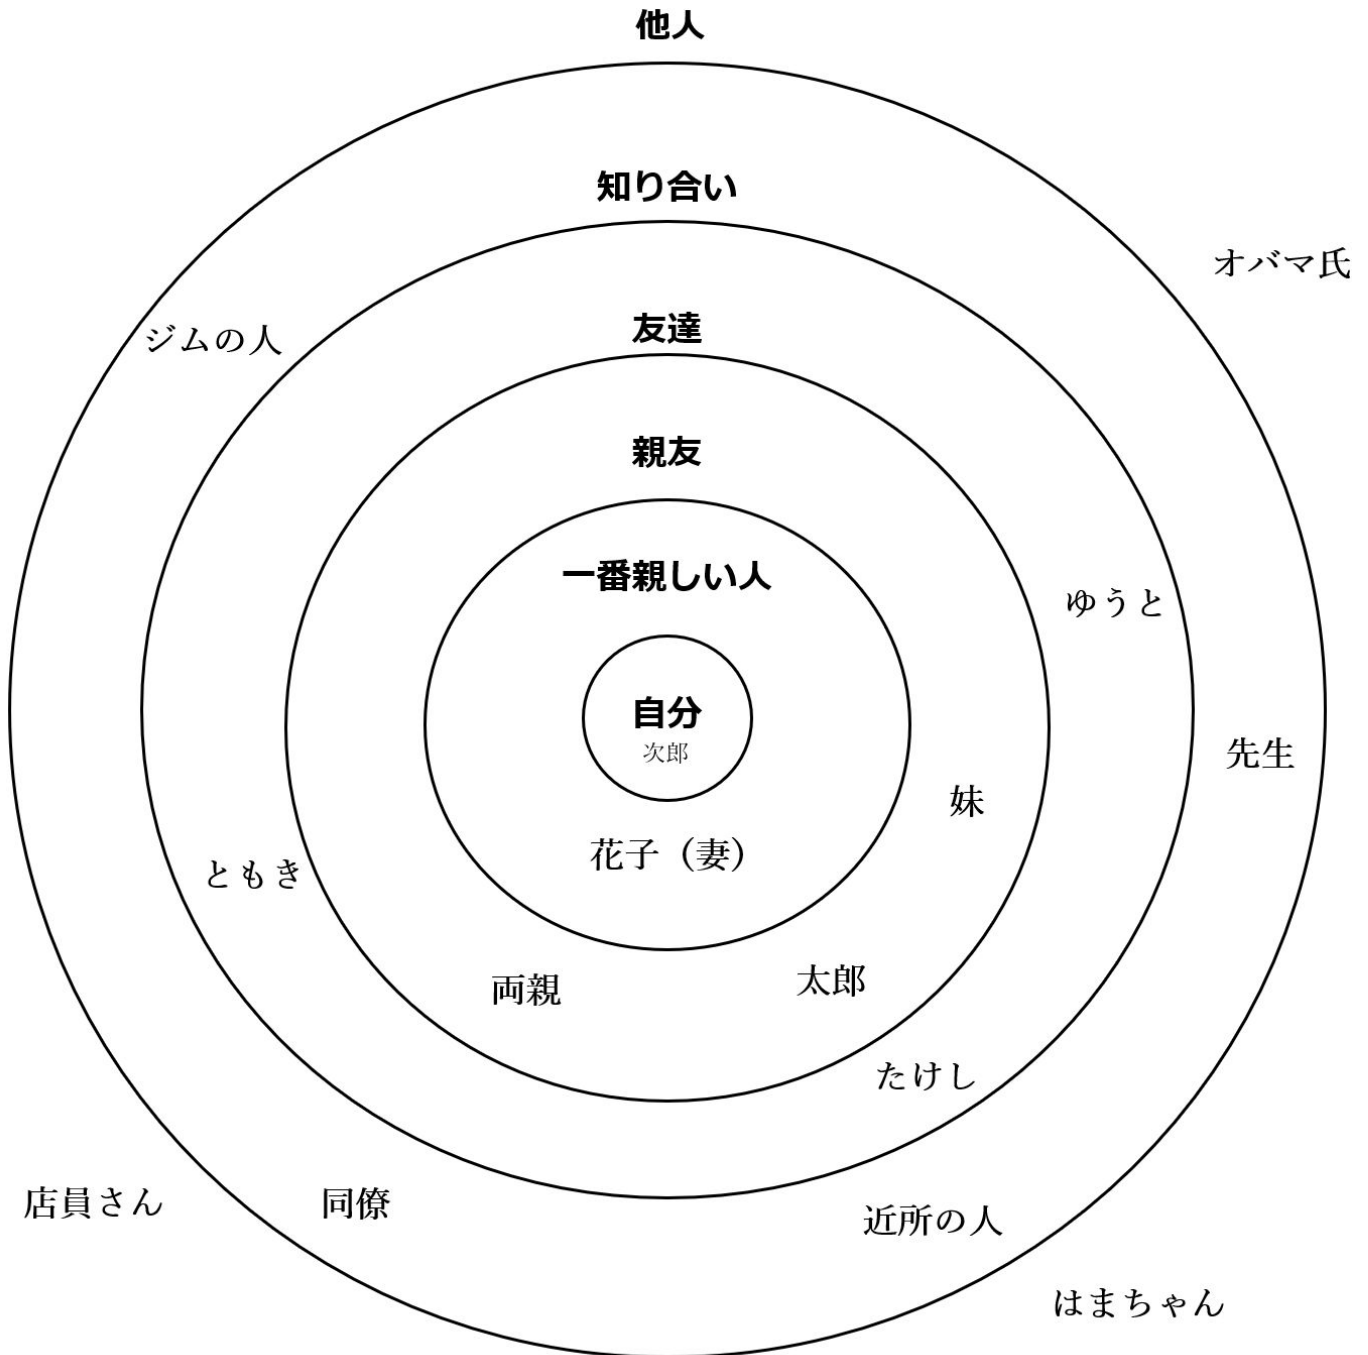 他人
知り合い
オバマ氏
友達
ジムの人
親友
一番親しい人
ゆうと
自分
次郎
先生
妹
花子（妻）
ともき
太郎
両親
たけし
店員さん
同僚
近所の人
はまちゃん